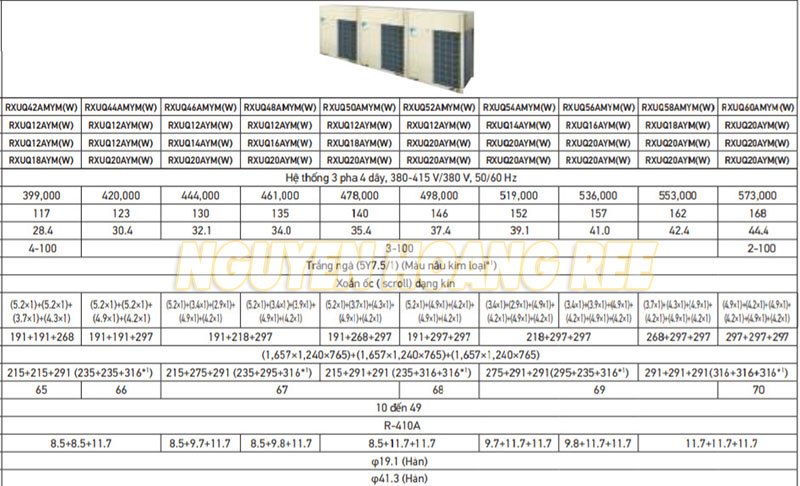 RXUQ42AMYM(W) RXUQ44AMYM(W) RXUQ46AMYM(W) RXUQ48AMYM(W) RXUQ50AMYM(W) RXUQ52AMYM(W) RXUQ54AMYM(W) RXUQ56AMYM(W) RXUQ58AMYM(W) RXUQ60AMYM(W)
RXUQ12AYM(W) RXUQ12AYM(W) RXUQ12AYM(W) RXUQ12AYM(W) RXUQ12AYM(W) RXUQ12AYM(W) RXUQ14AYM(W) RXUQ16AYM(W) RXUQ18AYM(W) RXUQ20AYM(W)
RXUQ12AYM(W) RXUQ12AYM(W) RXUQ14AYM(W) RXUQ16AYM(W) RXUQ18AYM(W) RXUQ20AYM(W) RXUQ20AYM(W) RXUQ20AYM(W) RXUQ20AYM(W) RXUQ20AYM(W)
RXUQ18AYM(W) RXUQ20AYM(W) RXUQ20AYM(W) RXUQ20AYM(W) RXUQ20AYM(W) RXUQ20AYM(W) RXUQ20AYM(W) RXUQ20AYM(W) RXUQ20AYM(W) RXUQ20AYM(W)
Hệ thống 3 pha 4 dây, 380-415 V/380 V, 50/60 Hz
399,000 420,000 444,000 461,000 478,000 498,000 519,000 536,000 553,000 573,000
117 123 130 135 140 146 152 157 162 168
28.4 30.4 32.1 34.0 35.4 37.4 39.1 41.0 42.4 44.4
4-100 3-100 2-100
NGUYEN HOANG REE
Trắng ngà (5Y7.5/1) (Màu nâu kim loại*¹)
Xoắn ốc ( scroll) dạng kín
(5.2×1)+(5.2×1)+ (5.2×1)+(5.2×1)+ (5.2×1)+(3.4×1)+(2.9×1)+ (5.2×1)+(3.4×1)+(3.9×1)+ (5.2×1)+(3.7×1)+(4.3×1)+ (5.2×1)+(4.9×1)+(4.2×1)+ (3.4×1)+(2.9×1)+(4.9×1)+ (3.4×1)+(3.9×1)+(4.9×1)+ (3.7×1)+(4.3×1)+(4.9×1)+ (4.9×1)+(4.2×1)+(4.9×1)+
(3.7×1)+(4.3×1) (4.9×1)+(4.2×1) (4.9×1)+(4.2×1) (4.9×1)+(4.2×1) (4.9×1)+(4.2×1) (4.9×1)+(4.2×1) (4.2×1)+(4.9×1)+(4.2×1) (4.2×1)+(4.9×1)+(4.2×1) (4.2×1)+(4.9×1)+(4.2×1) (4.2×1)+(4.9×1)+(4.2×1)
191+191+268 191+191+297 191+218+297 191+268+297 191+297+297 218+297+297 268+297+297 297+297+297
(1,657×1,240×765)+(1,657×1,240×765)+(1,657×1,240×765)
215+215+291 (235+235+316*¹) 215+275+291 (235+295+316*¹) 215+291+291 (235+316+316*¹) 275+291+291(295+235+316*¹) 291+291+291(316+316+316*¹)
65 66 67 68 69 70
10 đến 49
R-410A
8.5+8.5+11.7 8.5+9.7+11.7 8.5+9.8+11.7 8.5+11.7+11.7 9.7+11.7+11.7 9.8+11.7+11.7 11.7+11.7+11.7
φ19.1 (Hàn)
φ41.3 (Hàn)